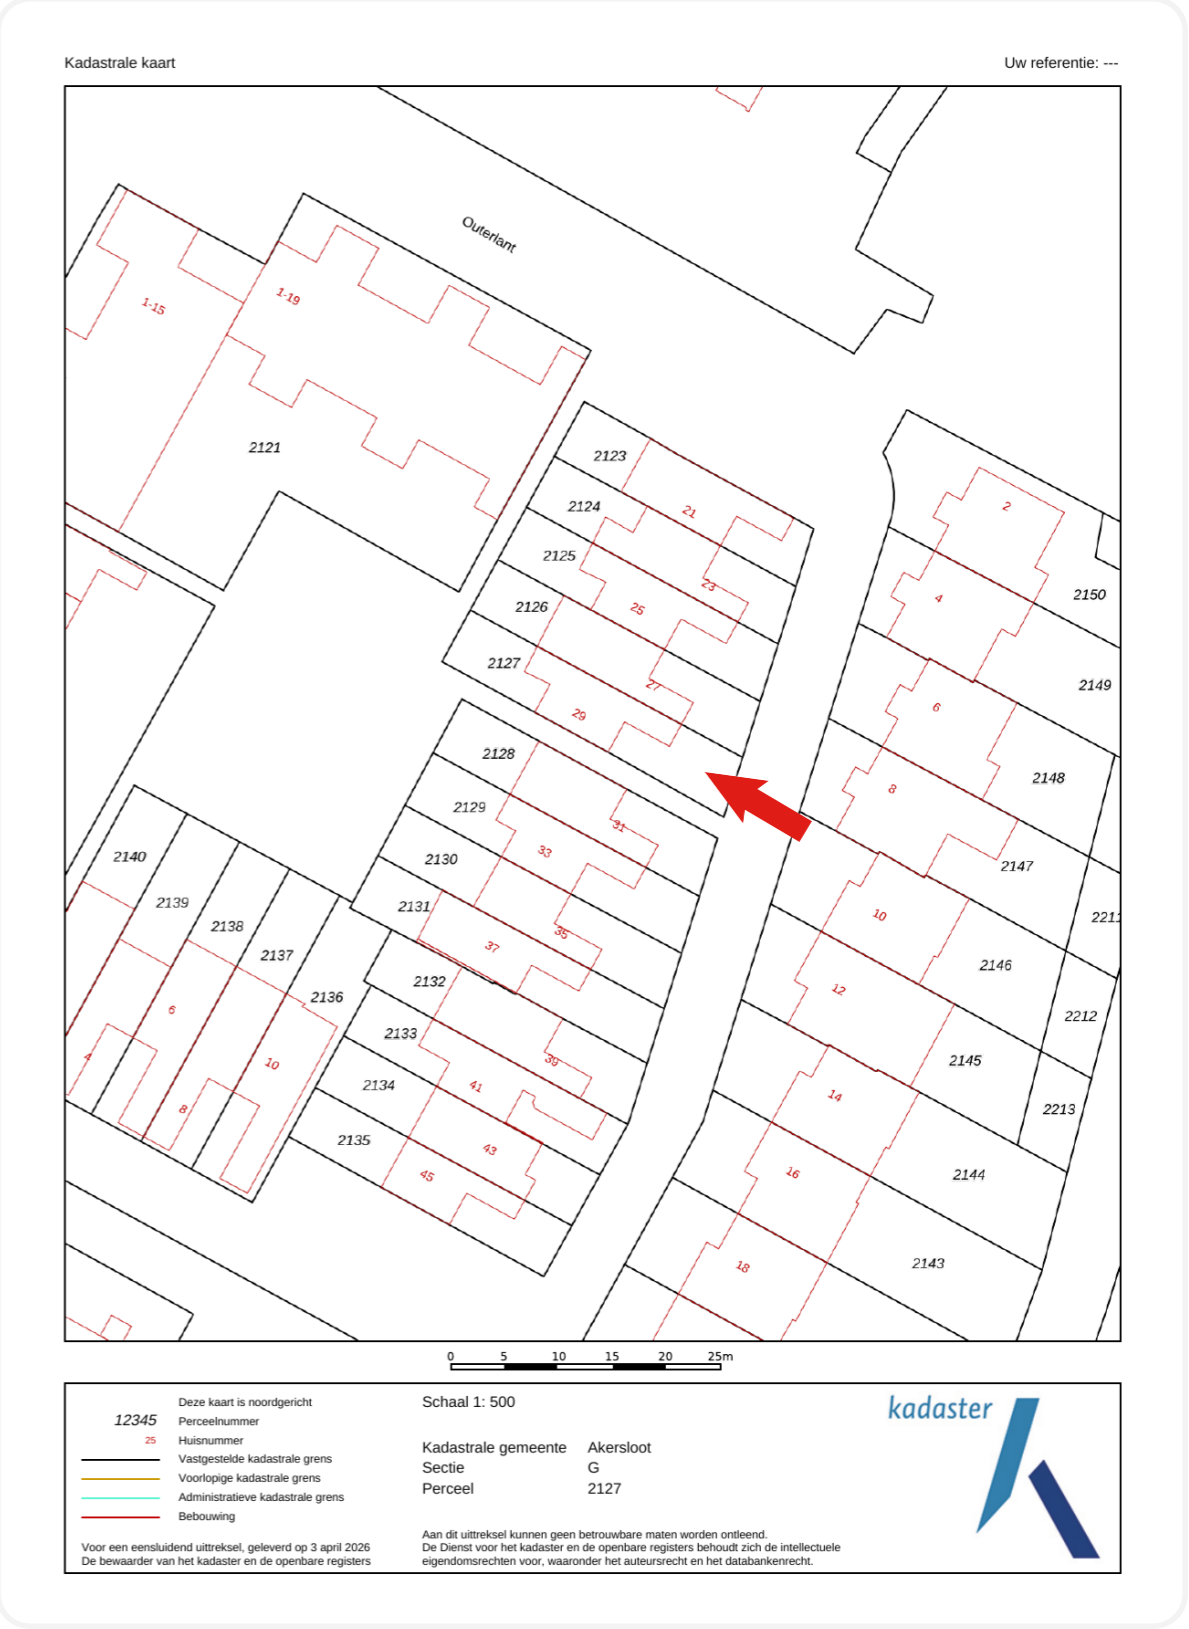 Kadastrale kaart
Uw referentie: ---
Outerlant
1-15
1-19
2121
2123
21
2
2124
2125
23
25
4
2150
2126
2127
27
29
6
2149
2128
8
2148
2129
31
33
2140
2130
2147
2139
2131
10
2211
2138
35
37
2137
2146
2132
2136
12
6
2212
2133
39
4
10
41
2145
2134
14
8
2213
2135
43
45
16
2144
18
2143
0 5 10 15 20 25m
Deze kaart is noordgericht
12345 Perceelnummer
25 Huisnummer
Vastgestelde kadastrale grens
Voorlopige kadastrale grens
Administratieve kadastrale grens
Bebouwing
Voor een eensluidend uittreksel, geleverd op 3 april 2026
De bewaarder van het kadaster en de openbare registers
Schaal 1: 500
Kadastrale gemeente Akersloot
Sectie G
Perceel 2127
Aan dit uittreksel kunnen geen betrouwbare maten worden ontleend.
De Dienst voor het kadaster en de openbare registers behoudt zich de intellectuele
eigendomsrechten voor, waaronder het auteursrecht en het databankenrecht.
kadaster